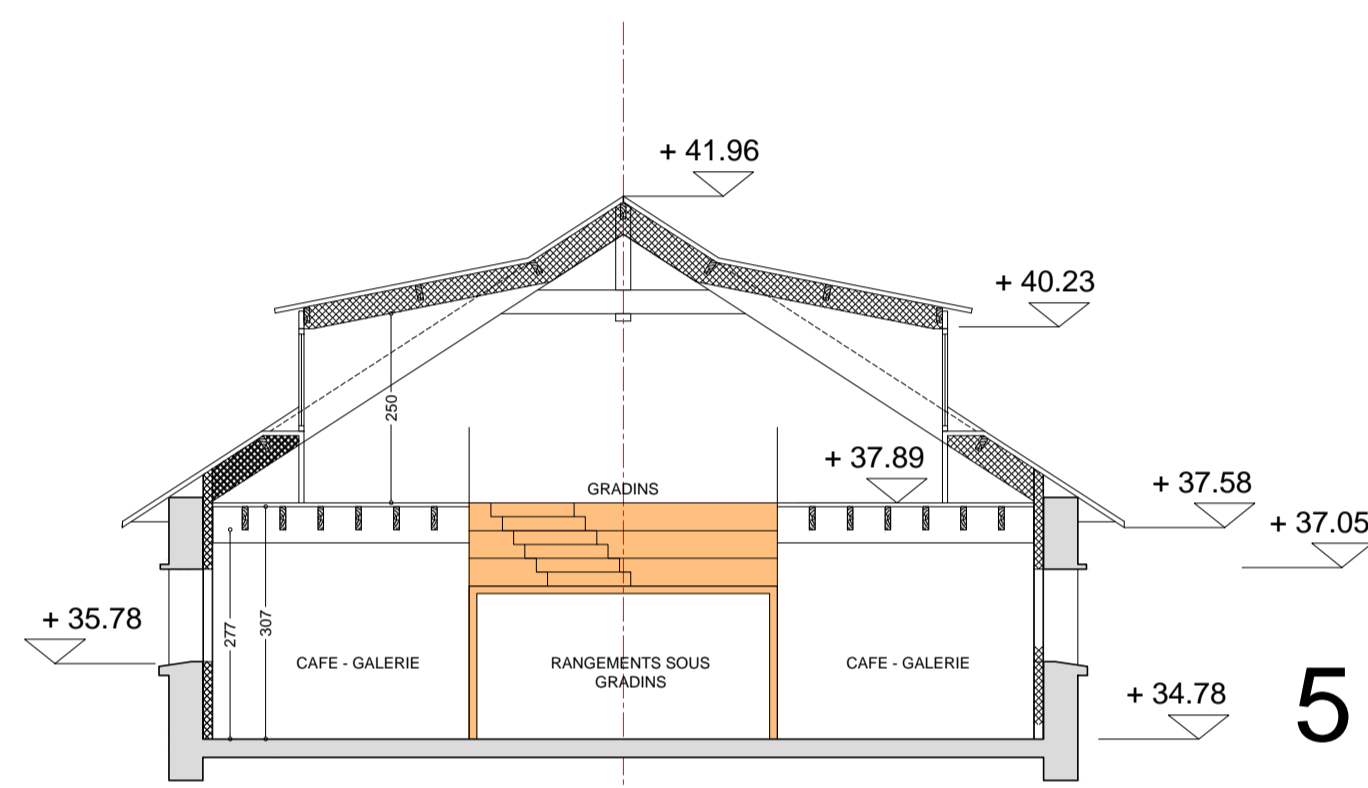 + 41.96
+ 40.23
250
+ 37.89
GRADINS
+ 37.58
+ 37.05
+ 35.78
277
307
CAFE - GALERIE
RANGEMENTS SOUS
GRADINS
CAFE - GALERIE
+ 34.78
5